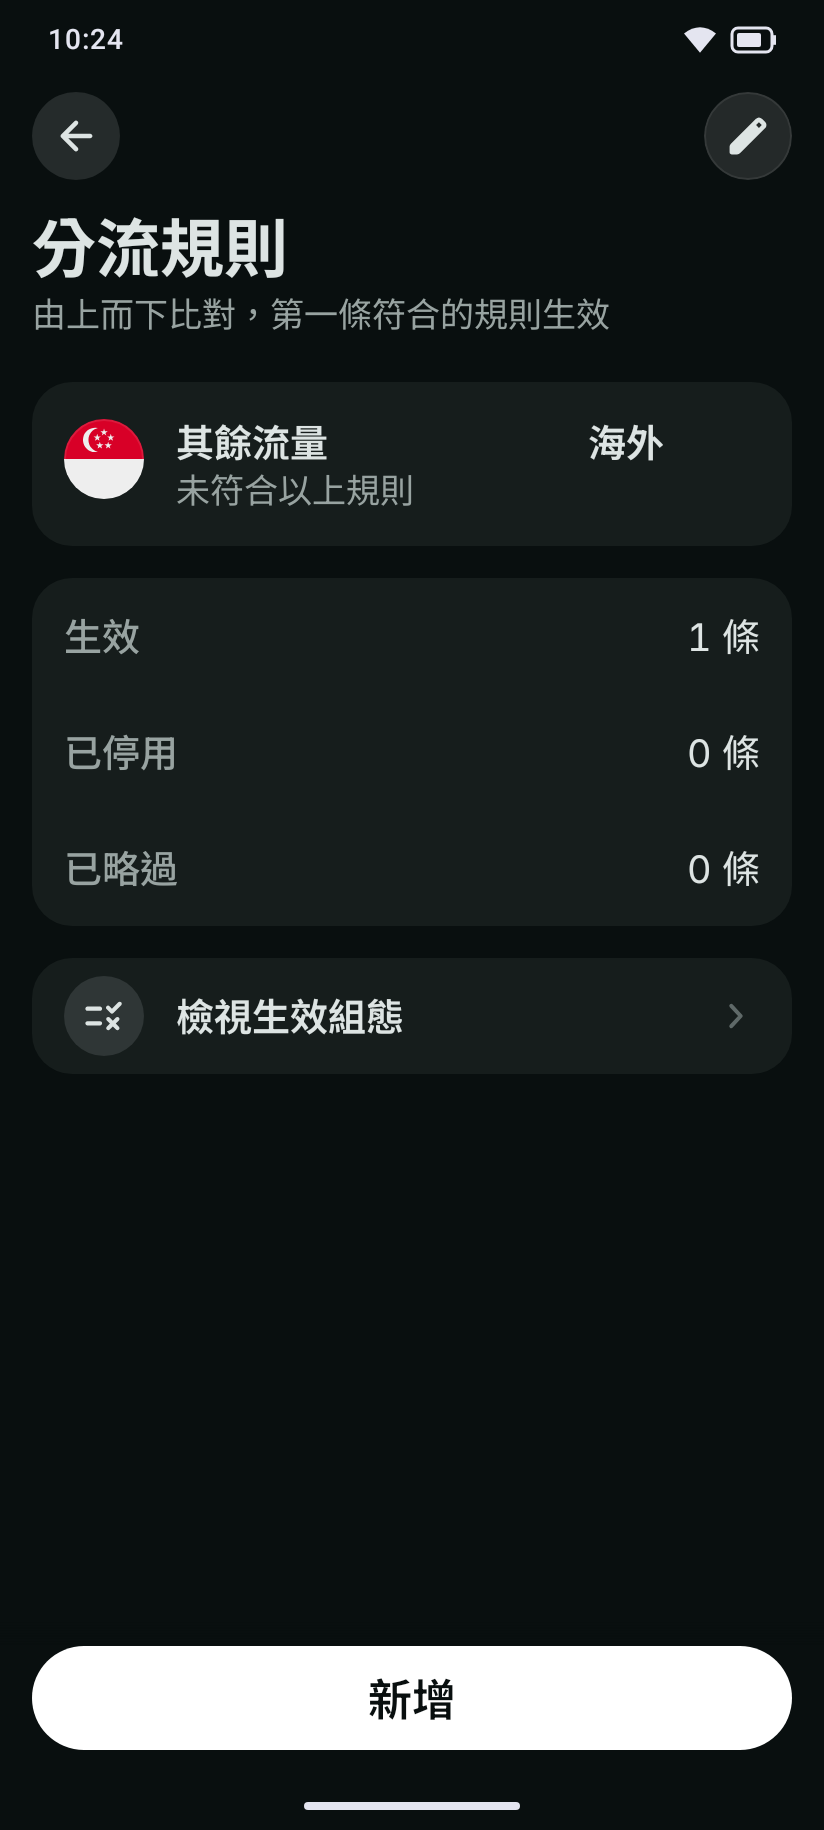 10:24
分流規則
由上而下比對，第一條符合的規則生效
其餘流量
海外
未符合以上規則
生效
1 條
已停用
0 條
已略過
0 條
檢視生效組態
新增